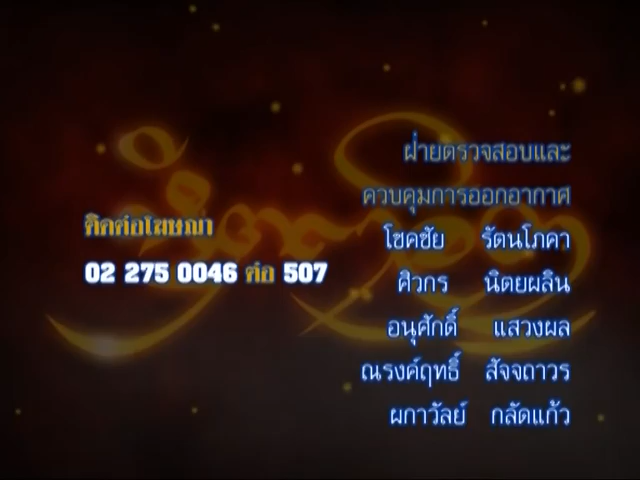 ติดต่อโฆษณา
02 275 0046 ต่อ 507
ฝ่ายตรวจสอบและ
ควบคุมการออกอากาศ
โชคชัย รัตนโภคา
ศิวกร นิตยผลิน
อนุศักดิ์ แสวงผล
ณรงค์ฤทธิ์ สัจจถาวร
ผกาวัลย์ กลัดแก้ว